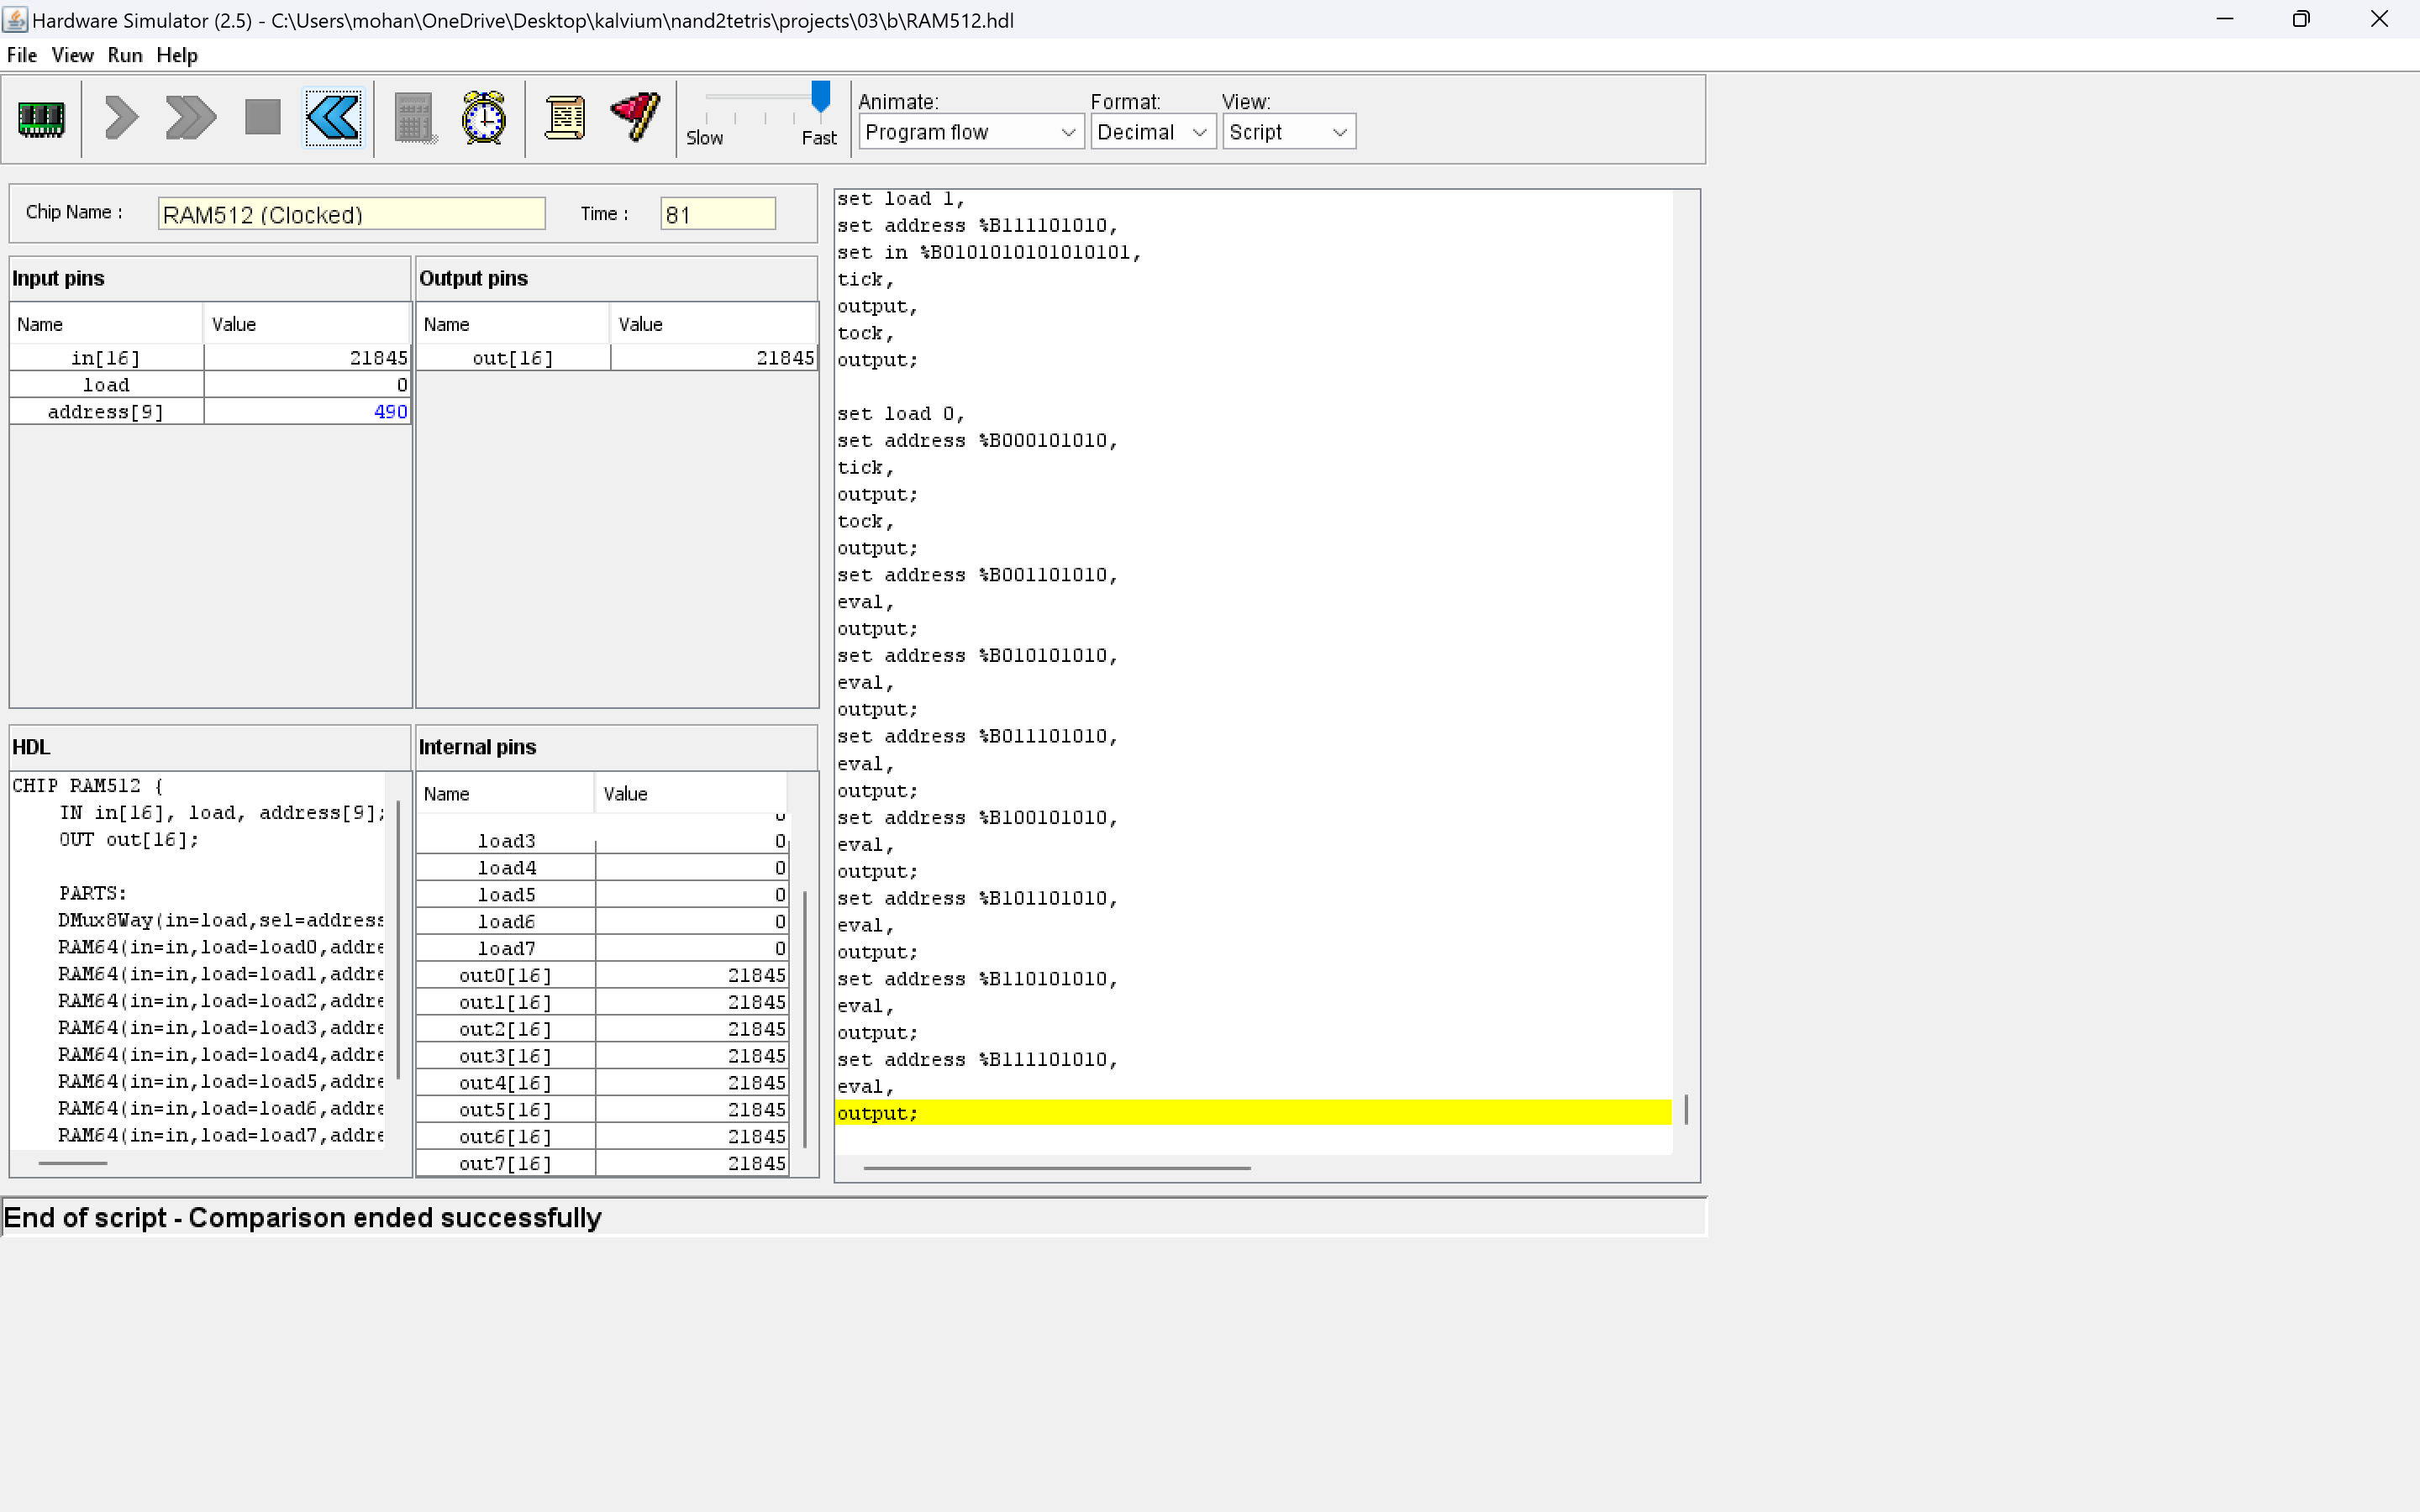 Hardware Simulator (2.5) - C:\Users\mohan\OneDrive\Desktop\kalvium\nand2tetris\projects\03\b\RAM512.hdl
File View Run Help
Slow Fast
Animate: Format: View:
Program flow Decimal Script
Chip Name : RAM512 (Clocked) Time : 81
Input pins
Name Value
in[16] 21845
load 0
address[9] 490
Output pins
Name Value
out[16] 21845
HDL
CHIP RAM512 {
IN in[16], load, address[9];
OUT out[16];
PARTS:
DMux8Way(in=load,sel=address
RAM64(in=in,load=load0,addre
RAM64(in=in,load=load1,addre
RAM64(in=in,load=load2,addre
RAM64(in=in,load=load3,addre
RAM64(in=in,load=load4,addre
RAM64(in=in,load=load5,addre
RAM64(in=in,load=load6,addre
RAM64(in=in,load=load7,addre
Internal pins
Name Value
load3 0
load4 0
load5 0
load6 0
load7 0
out0[16] 21845
out1[16] 21845
out2[16] 21845
out3[16] 21845
out4[16] 21845
out5[16] 21845
out6[16] 21845
out7[16] 21845
set load 1,
set address %B111101010,
set in %B0101010101010101,
tick,
output,
tock,
output;
set load 0,
set address %B000101010,
tick,
output;
tock,
output;
set address %B001101010,
eval,
output;
set address %B010101010,
eval,
output;
set address %B011101010,
eval,
output;
set address %B100101010,
eval,
output;
set address %B101101010,
eval,
output;
set address %B110101010,
eval,
output;
set address %B111101010,
eval,
output;
End of script - Comparison ended successfully